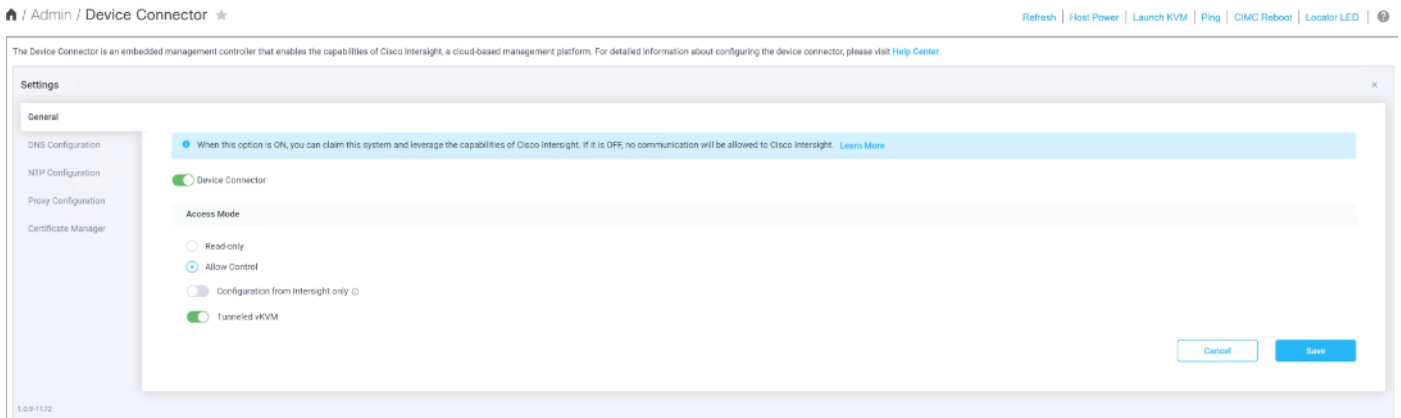 / Admin / Device Connector ★
Refresh | Host Power | Launch KVM | Ping | CIMC Reboot | Locator LED | ?
The Device Connector is an embedded management controller that enables the capabilities of Cisco Intersight, a cloud-based management platform. For detailed information about configuring the device connector, please visit Help Center
Settings ×
General
DNS Configuration
NTP Configuration
Proxy Configuration
Certificate Manager
When this option is ON, you can claim this system and leverage the capabilities of Cisco Intersight. If it is OFF, no communication will be allowed to Cisco Intersight. Learn More
Device Connector
Access Mode
Read-only
Allow Control
Configuration from Intersight only
Tunneled vKVM
Cancel
Save
1.0.9-1172